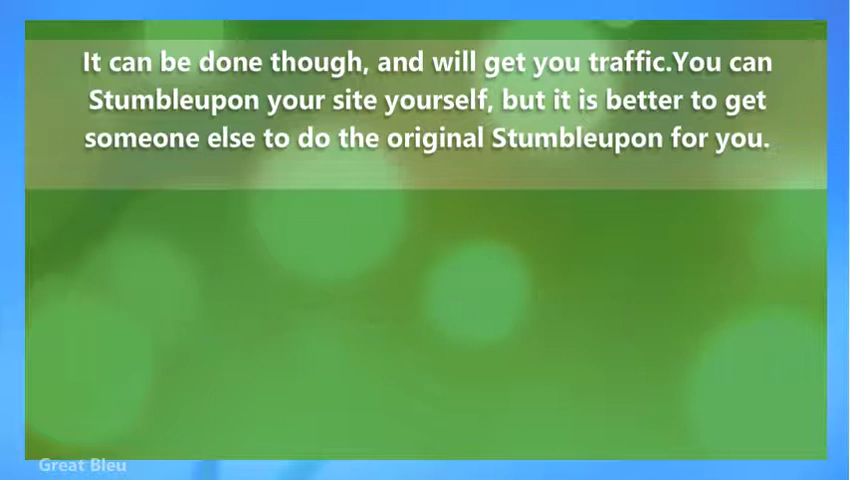 It can be done though, and will get you traffic.You can
Stumbleupon your site yourself, but it is better to get
someone else to do the original Stumbleupon for you.
Great Bleu